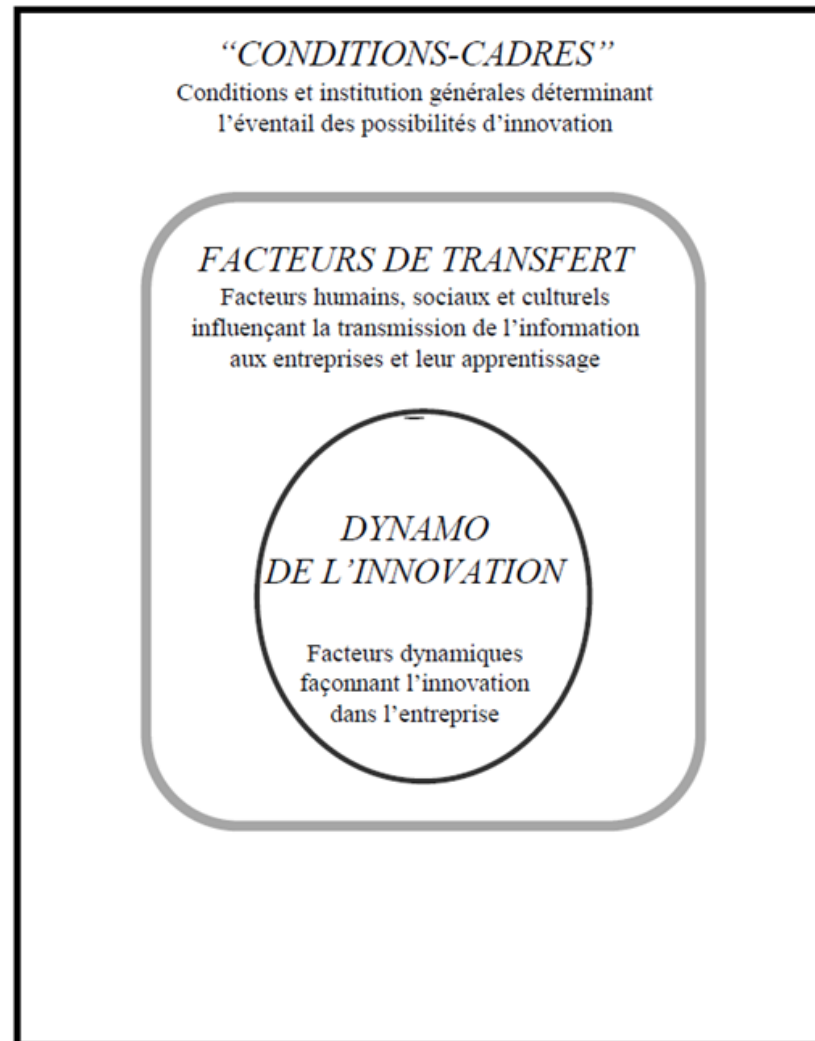 “CONDITIONS-CADRES”
Conditions et institution générales déterminant
l’éventail des possibilités d’innovation
FACTEURS DE TRANSFERT
Facteurs humains, sociaux et culturels
influençant la transmission de l’information
aux entreprises et leur apprentissage
DYNAMO
DE L’INNOVATION
Facteurs dynamiques
façonnant l’innovation
dans l’entreprise